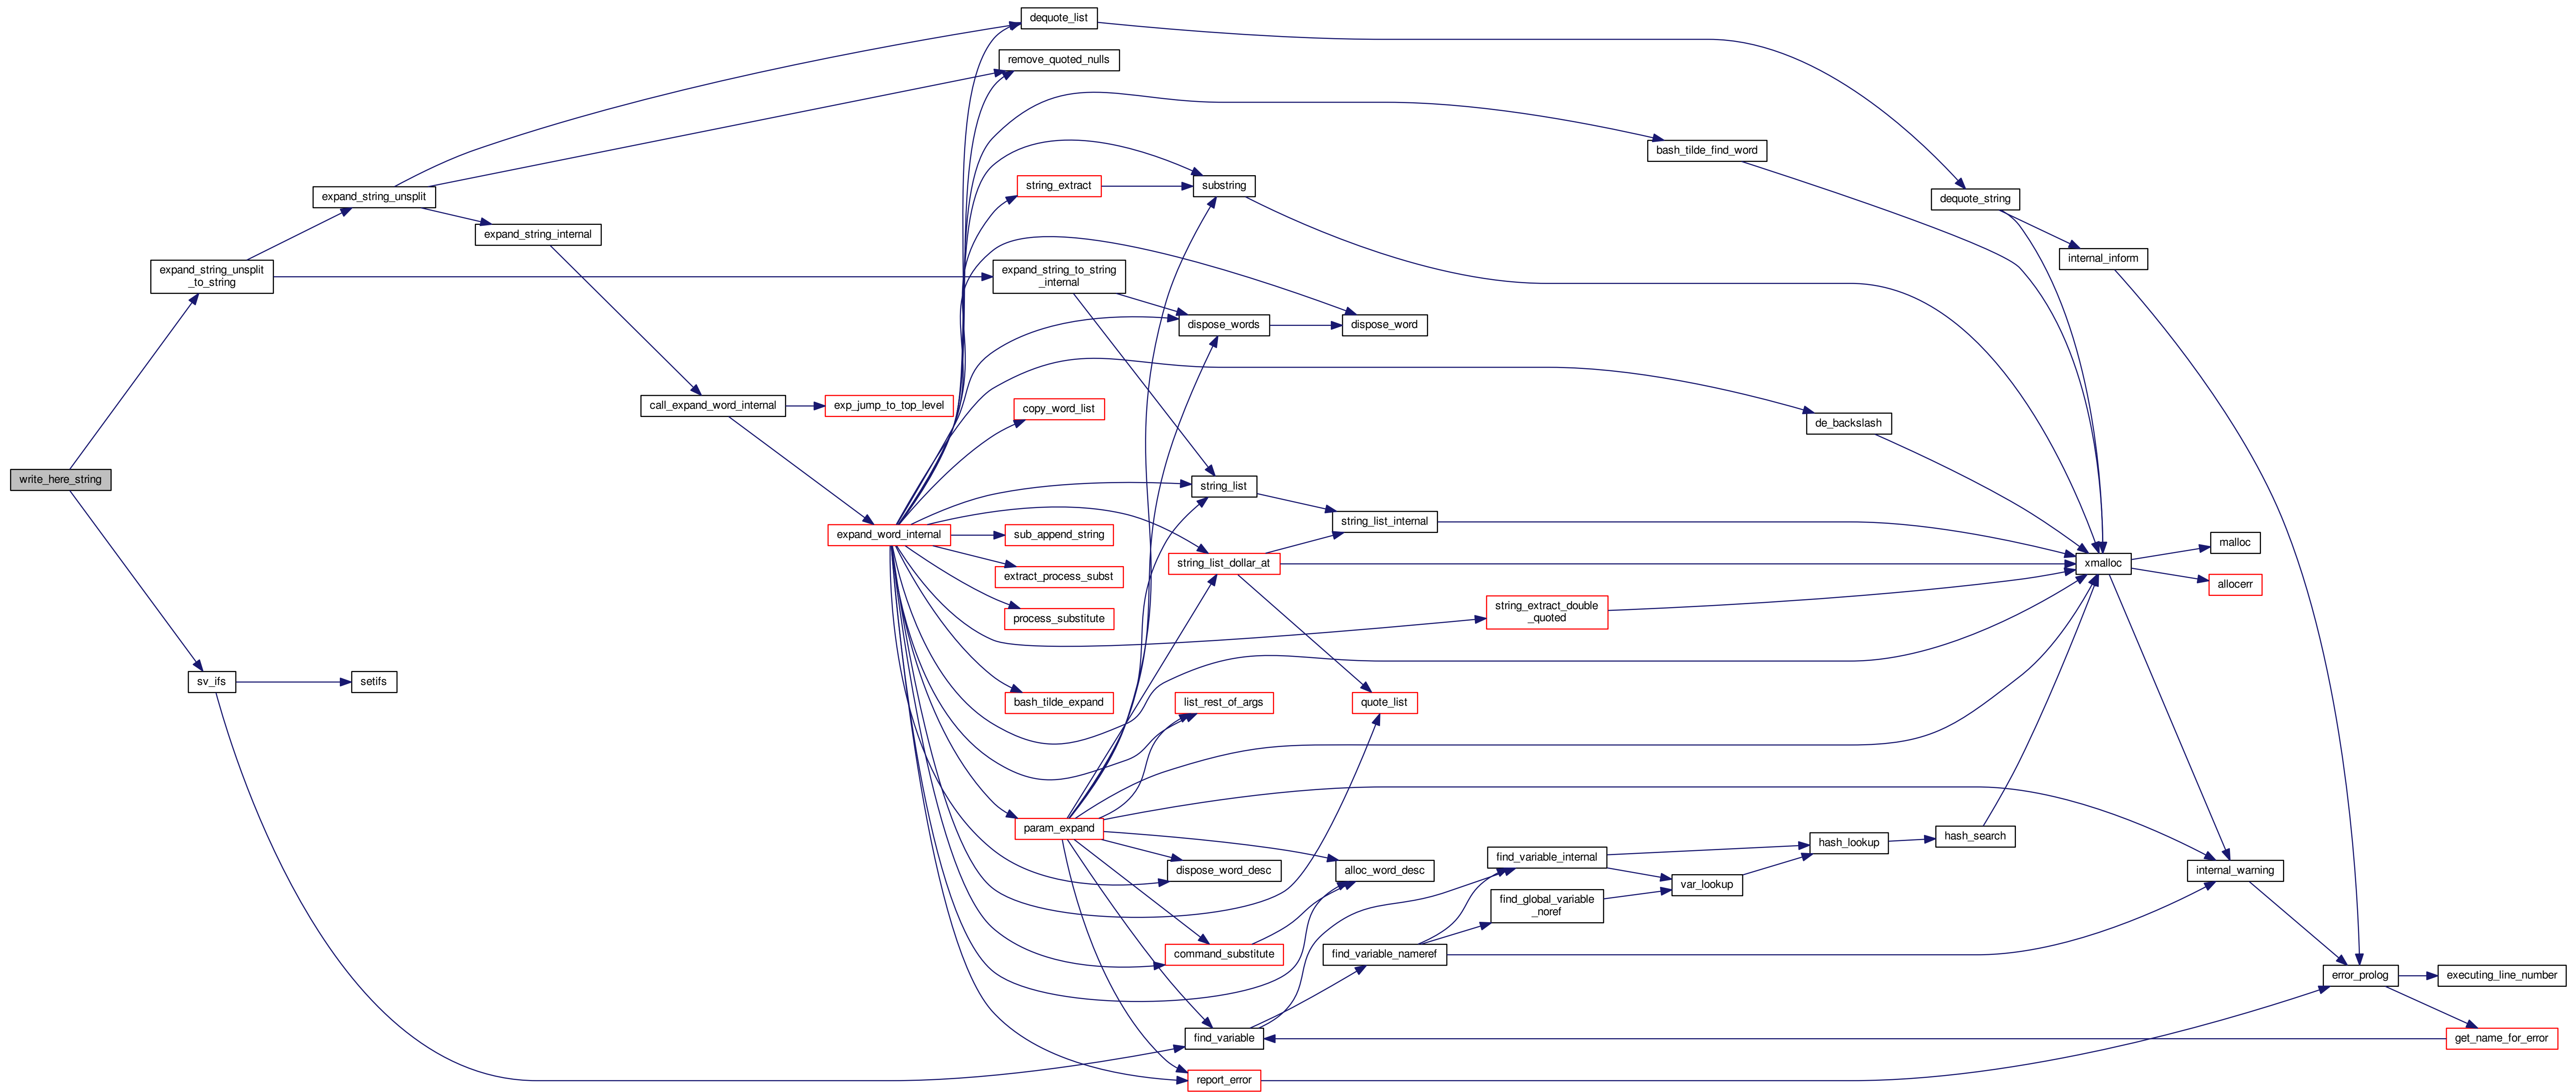 dequote_list
remove_quoted_nulls
bash_tilde_find_word
expand_string_unsplit
string_extract
substring
dequote_string
expand_string_internal
internal_inform
expand_string_unsplit
_to_string
expand_string_to_string
_internal
dispose_words
dispose_word
call_expand_word_internal
exp_jump_to_top_level
copy_word_list
de_backslash
write_here_string
string_list
string_list_internal
expand_word_internal
sub_append_string
malloc
string_list_dollar_at
xmalloc
extract_process_subst
allocerr
string_extract_double
_quoted
process_substitute
sv_ifs
setifs
bash_tilde_expand
list_rest_of_args
quote_list
param_expand
hash_lookup
hash_search
find_variable_internal
dispose_word_desc
alloc_word_desc
internal_warning
var_lookup
find_global_variable
_noref
command_substitute
find_variable_nameref
error_prolog
executing_line_number
find_variable
get_name_for_error
report_error